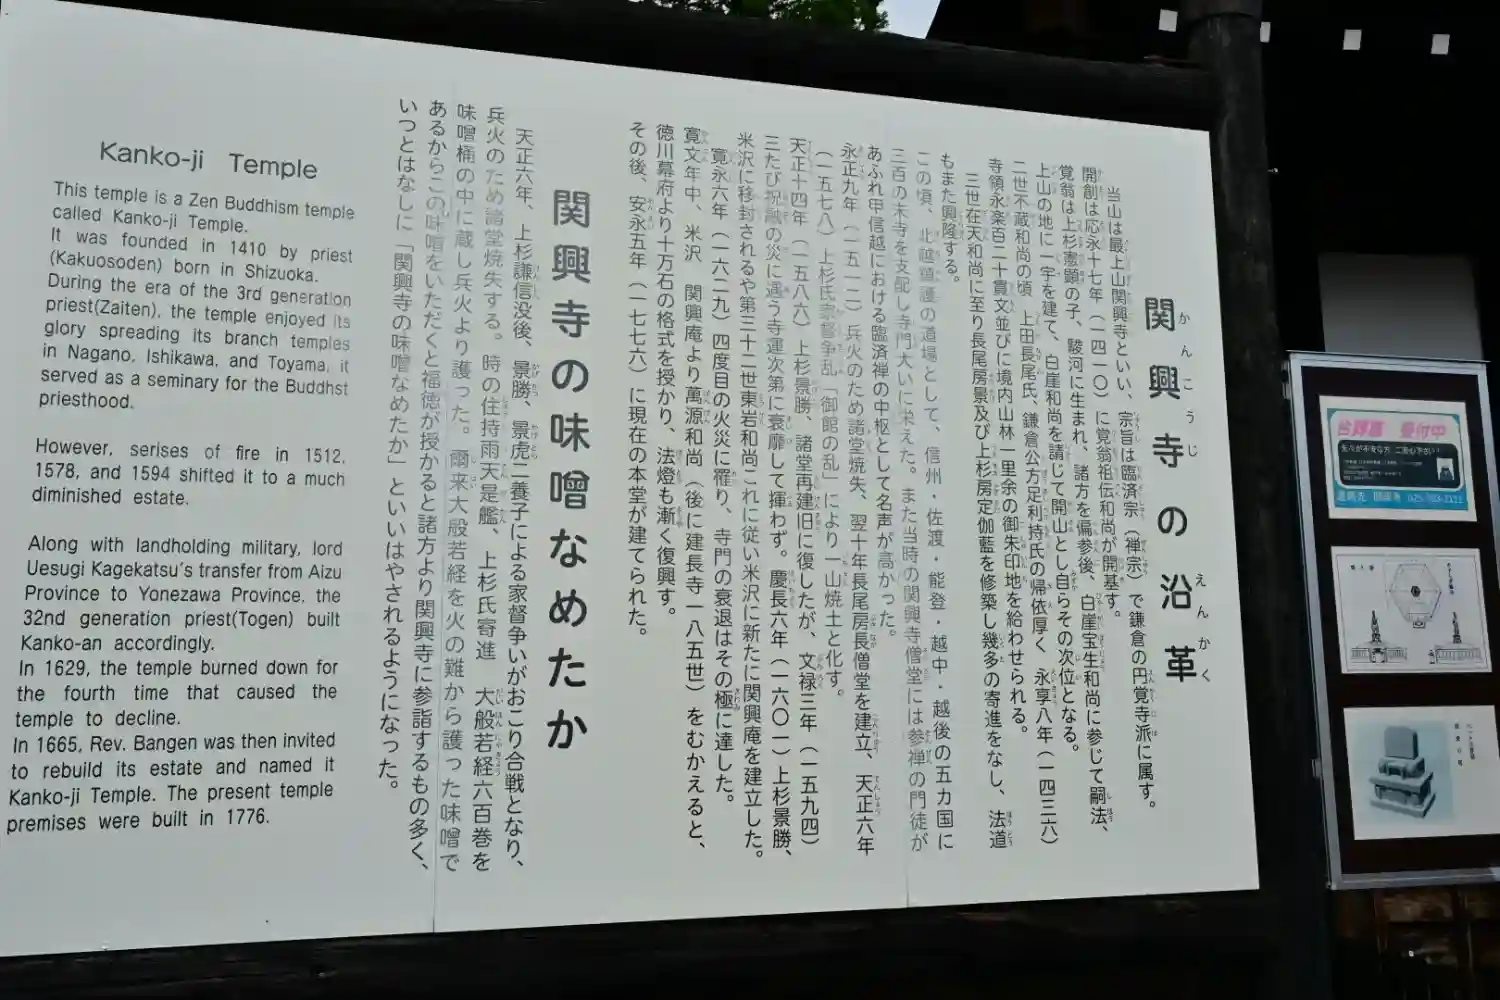 関興寺の沿革
かんこうじ えんかく
当山は最上山関興寺といい、宗旨は臨済宗（禅宗）で鎌倉の円覚寺派に属す。
開創は応永十七年（一四一〇）に覚翁祖伝和尚が開基す。
覚翁は上杉憲顕の子、駿河に生まれ、諸方を偏参後、白崖宝生和尚に参じて嗣法、
上山の地に一宇を建て、白崖和尚を請じて開山とし自らその次位となる。
二世不蔵和尚の頃　上田長尾氏、鎌倉公方足利持氏の帰依厚く　永享八年（一四三六）
寺領永楽百二十貫文並びに境内山林一里余の御朱印地を給わせられる。
三世在天和尚に至り長尾房景及び上杉房定伽藍を修築し幾多の寄進をなし、法道
もまた興隆する。
この頃、北越鎮護の道場として、信州・佐渡・能登・越中・越後の五カ国に
三百の末寺を支配し寺門大いに栄えた。また当時の関興寺僧堂には参禅の門徒が
あふれ甲信越における臨済禅の中枢として名声が高かった。
永正九年（一五一二）兵火のため諸堂焼失、翌十年長尾房長僧堂を建立、天正六年
（一五七八）上杉氏家督争乱「御館の乱」により一山焼土と化す。
天正十四年（一五八六）上杉景勝、諸堂再建旧に復したが、文禄三年（一五九四）
三たび祝融の災に遇う寺運次第に衰靡して揮わず。慶長六年（一六〇一）上杉景勝、
米沢に移封されるや第三十二世東岩和尚これに従い米沢に新たに関興庵を建立した。
寛永六年（一六二九）四度目の火災に罹り、寺門の衰退はその極に達した。
寛文年中、米沢　関興庵より萬源和尚（後に建長寺一八五世）をむかえると、
徳川幕府より十万石の格式を授かり、法燈も漸く復興す。
その後、安永五年（一七七六）に現在の本堂が建てられた。
関興寺の味噌なめたか
天正六年、上杉謙信没後、景勝、景虎二養子による家督争いがおこり合戦となり、
兵火のため諸堂焼失する。時の住持雨天是艦、上杉氏寄進　大般若経六百巻を
味噌桶の中に蔵し兵火より護った。爾来大般若経を火の難から護った味噌で
あるからこの味噌をいただくと福徳が授かると諸方より関興寺に参詣するもの多く、
いつとはなしに「関興寺の味噌なめたか」といいはやされるようになった。
Kanko-ji Temple
This temple is a Zen Buddhism temple
called Kanko-ji Temple.
It was founded in 1410 by priest
(Kakuosoden) born in Shizuoka.
During the era of the 3rd generation
priest(Zaiten), the temple enjoyed its
glory spreading its branch temples
in Nagano, Ishikawa, and Toyama, it
served as a seminary for the Buddhst
priesthood.
However, serises of fire in 1512,
1578, and 1594 shifted it to a much
diminished estate.
Along with landholding military, lord
Uesugi Kagekatsu's transfer from Aizu
Province to Yonezawa Province, the
32nd generation priest(Togen) built
Kanko-an accordingly.
In 1629, the temple burned down for
the fourth time that caused the
temple to decline.
In 1665, Rev. Bangen was then invited
to rebuild its estate and named it
Kanko-ji Temple. The present temple
premises were built in 1776.
受付中